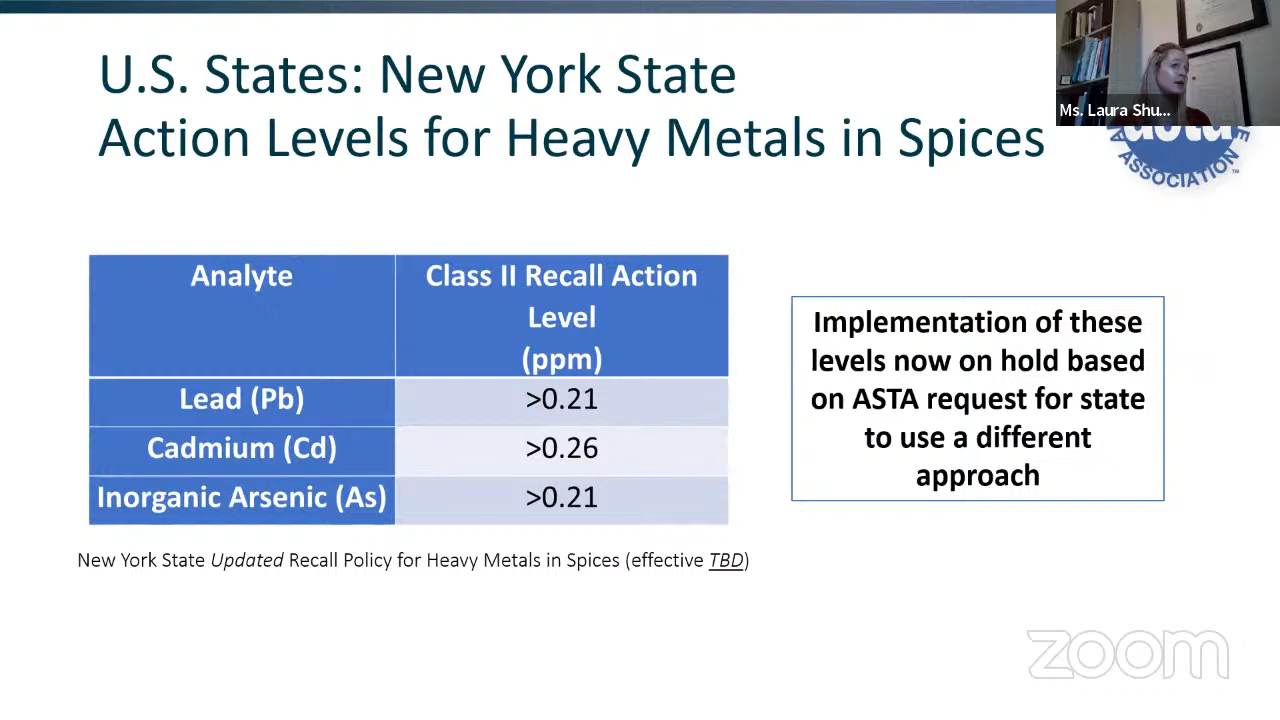 U.S. States: New York State
Action Levels for Heavy Metals in Spices
Ms. Laura Shu...
ASSOCIATION
Analyte
Class II Recall Action
Level
(ppm)
Lead (Pb)
>0.21
Cadmium (Cd)
>0.26
Inorganic Arsenic (As)
>0.21
Implementation of these
levels now on hold based
on ASTA request for state
to use a different
approach
New York State Updated Recall Policy for Heavy Metals in Spices (effective TBD)
zoom